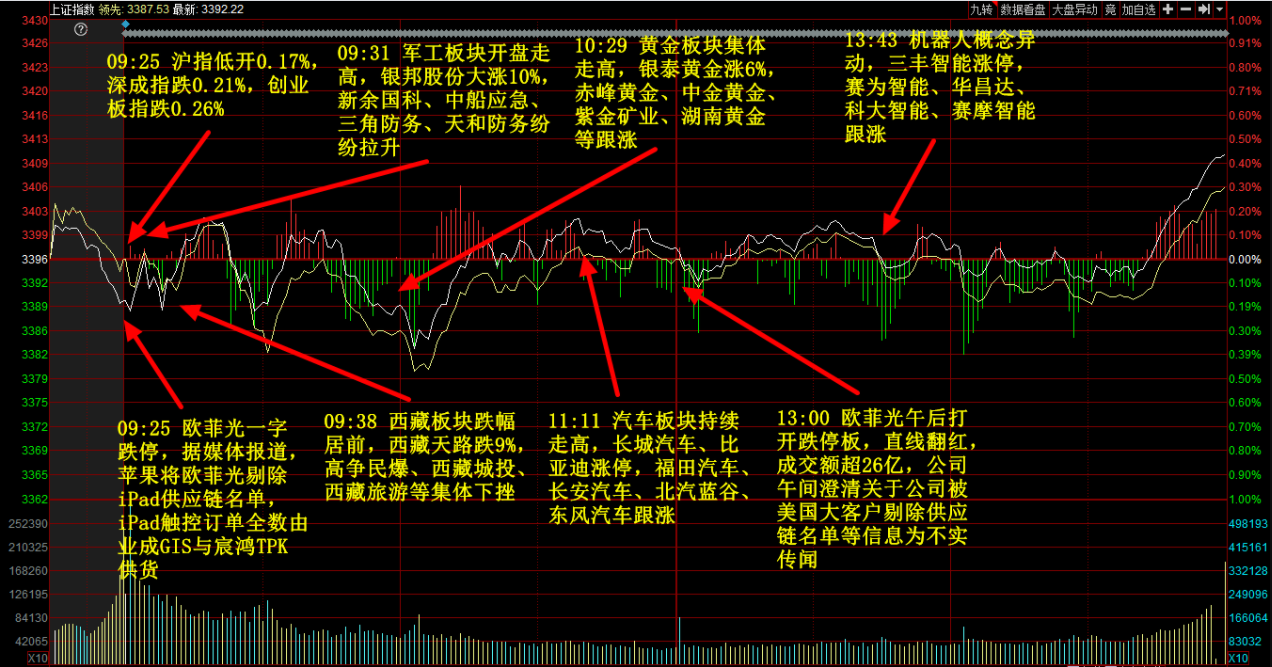 上证指数 领先: 3387.53 最新: 3392.22
九转 数据看盘 大盘异动 竞 加自选
09:25 沪指低开0.17%,
深成指跌0.21%, 创业
板指跌0.26%
09:31 军工板块开盘走
高, 银邦股份大涨10%,
新余国科、中船应急、
三角防务、天和防务纷
纷拉升
10:29 黄金板块集体
走高, 银泰黄金涨6%,
赤峰黄金、中金黄金、
紫金矿业、湖南黄金
等跟涨
13:43 机器人概念异
动, 三丰智能涨停,
赛为智能、华昌达、
科大智能、赛摩智能
跟涨
09:25 欧菲光一字
跌停, 据媒体报道,
苹果将欧菲光剔除
iPad供应链名单,
iPad触控订单全数由
业成GIS与宸鸿TPK
供货
09:38 西藏板块跌幅
居前, 西藏天路跌9%,
高争民爆、西藏城投、
西藏旅游等集体下挫
11:11 汽车板块持续
走高, 长城汽车、比
亚迪涨停, 福田汽车、
长安汽车、北汽蓝谷、
东风汽车跟涨
13:00 欧菲光午后打
开跌停板, 直线翻红,
成交额超26亿, 公司
午间澄清关于公司被
美国大客户剔除供应
链名单等信息为不实
传闻
3430
3426
3423
3420
3416
3413
3409
3406
3403
3399
3396
3392
3389
3386
3382
3379
3375
3372
3369
3365
3362
252390
210325
168260
126195
84130
42065
X10
1.00%
0.91%
0.80%
0.71%
0.60%
0.50%
0.40%
0.30%
0.20%
0.10%
0.00%
0.10%
0.19%
0.30%
0.39%
0.50%
0.60%
0.70%
0.80%
0.90%
1.00%
498193
415161
332128
249096
166064
83032
X10